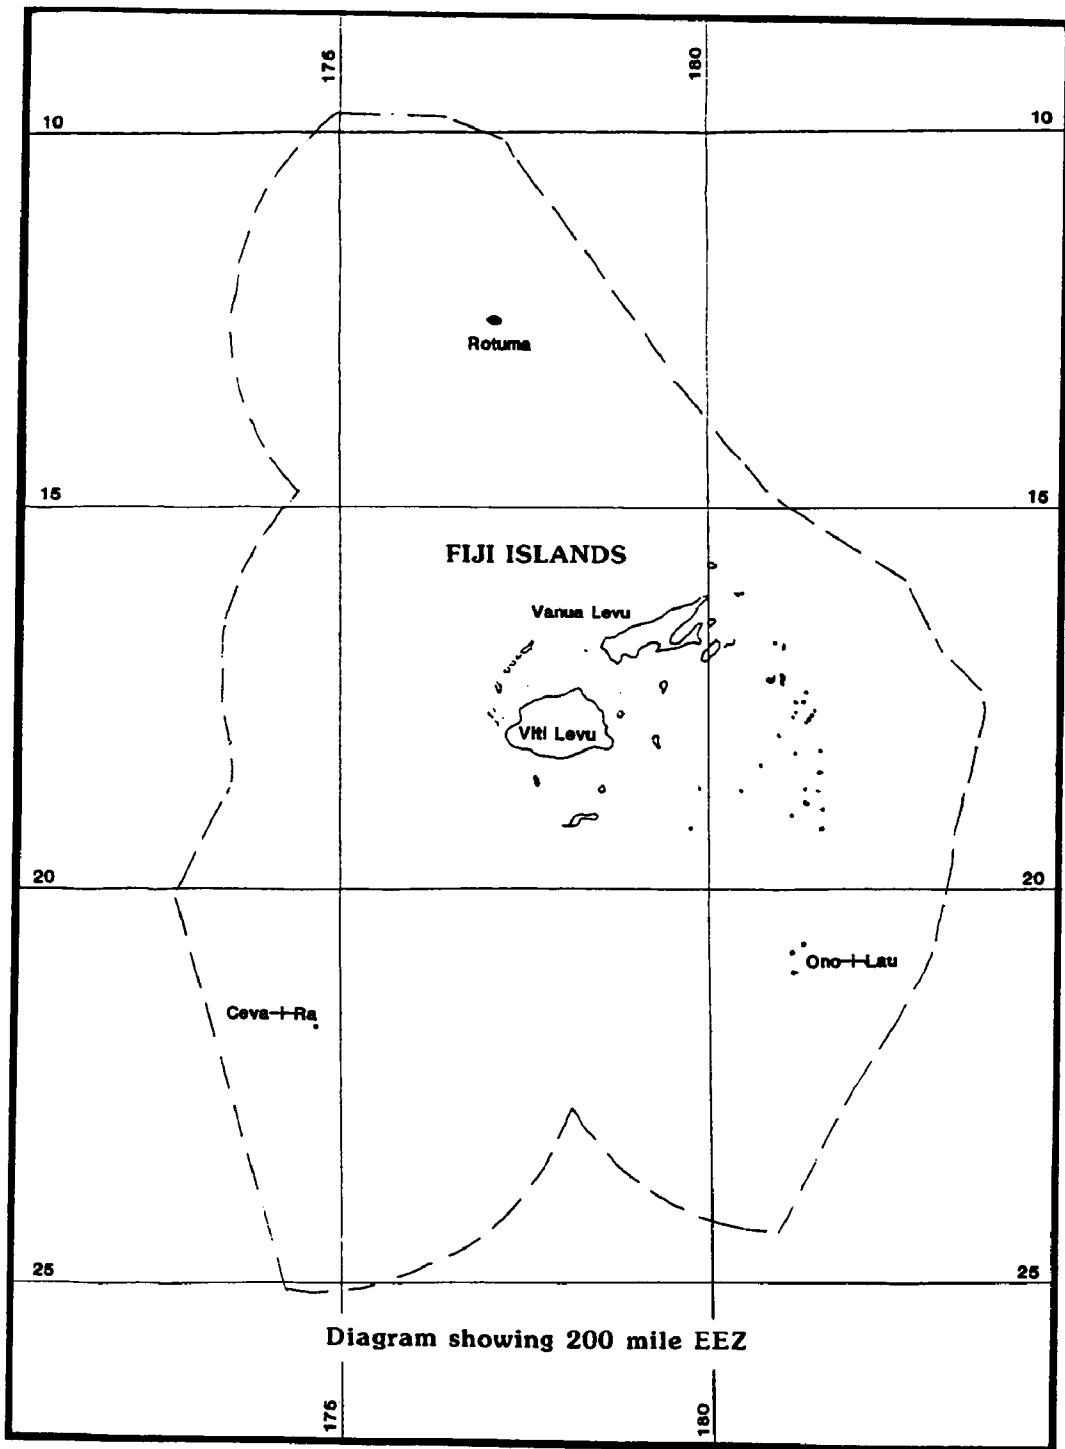 175
180
10
10
Rotuma
15
15
FIJI ISLANDS
Vanua Levu
Viti Levu
20
20
Ono-I-Lau
Ceva-I-Ra
25
25
Diagram showing 200 mile EEZ
175
180